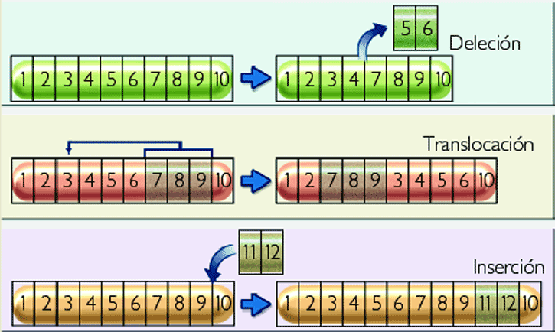 5 6
Deleción
1 2 3 4 5 6 7 8 9 10
1 2 3 4 7 8 9 10
Translocación
1 2 3 4 5 6 7 8 9 10
1 2 7 8 9 3 4 5 6 10
11 12
Inserción
1 2 3 4 5 6 7 8 9 10
1 2 3 4 5 6 7 8 9 11 12 10